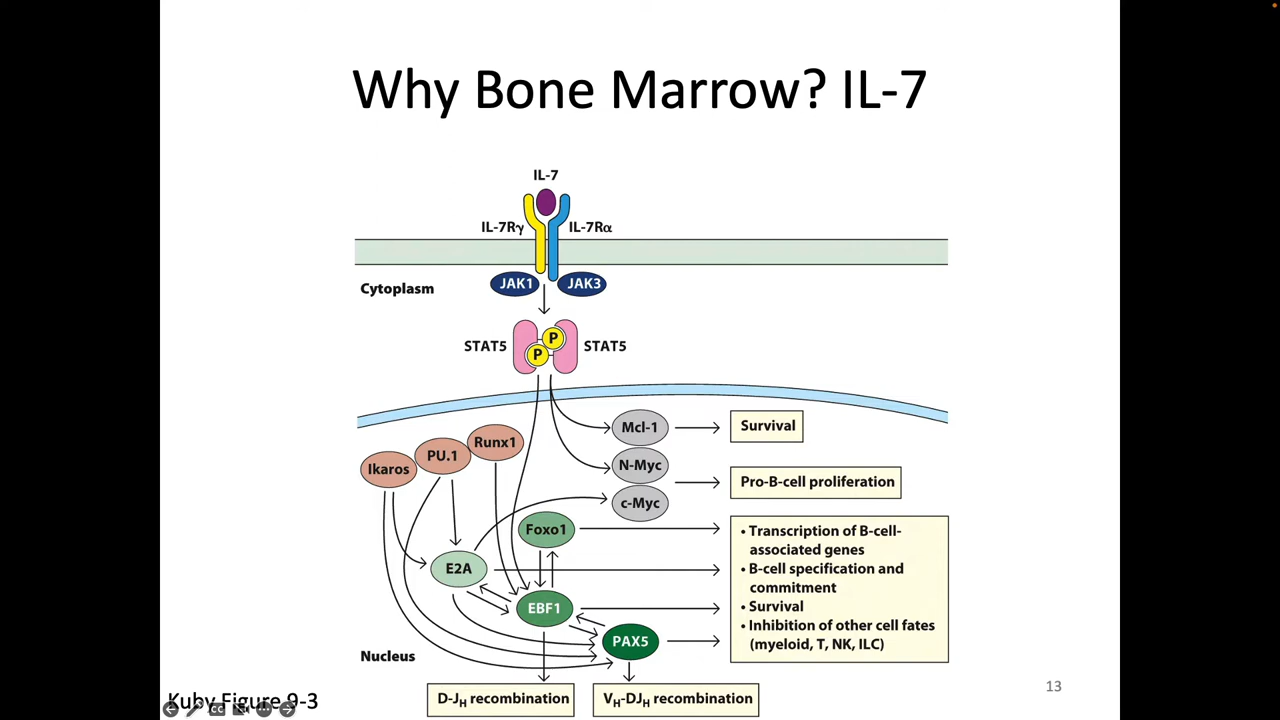 Why Bone Marrow? IL-7
IL-7
IL-7Rγ
IL-7Rα
JAK1
JAK3
Cytoplasm
P
STAT5
STAT5
P
Mcl-1
Survival
Runx1
PU.1
Ikaros
N-Myc
Pro-B-cell proliferation
c-Myc
Foxo1
• Transcription of B-cell-
associated genes
E2A
• B-cell specification and
commitment
EBF1
• Survival
• Inhibition of other cell fates
(myeloid, T, NK, ILC)
PAX5
Nucleus
D-JH recombination
VH-DJH recombination
13
Kuby Figure 9-3
CC